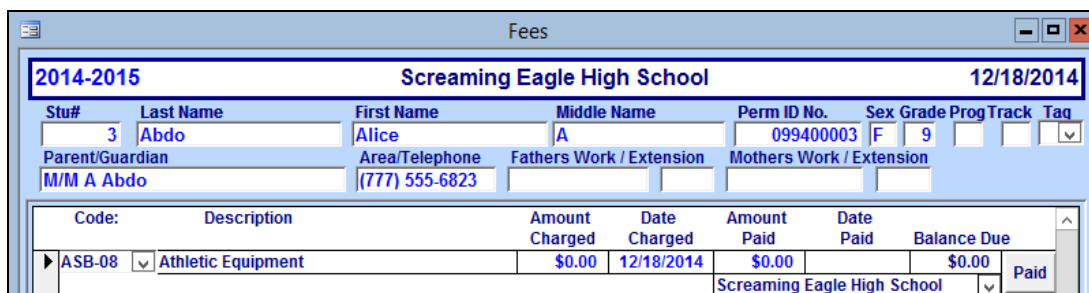 Fees
2014-2015 Screaming Eagle High School 12/18/2014
Stu# Last Name First Name Middle Name Perm ID No. Sex Grade Prog Track Tag
3 Abdo Alice A 099400003 F 9
Parent/Guardian Area/Telephone Fathers Work / Extension Mothers Work / Extension
M/M A Abdo (777) 555-6823
Code: Description Amount Date Amount Date
Charged Charged Paid Paid Balance Due
ASB-08 Athletic Equipment $0.00 12/18/2014 $0.00 $0.00 Paid
Screaming Eagle High School